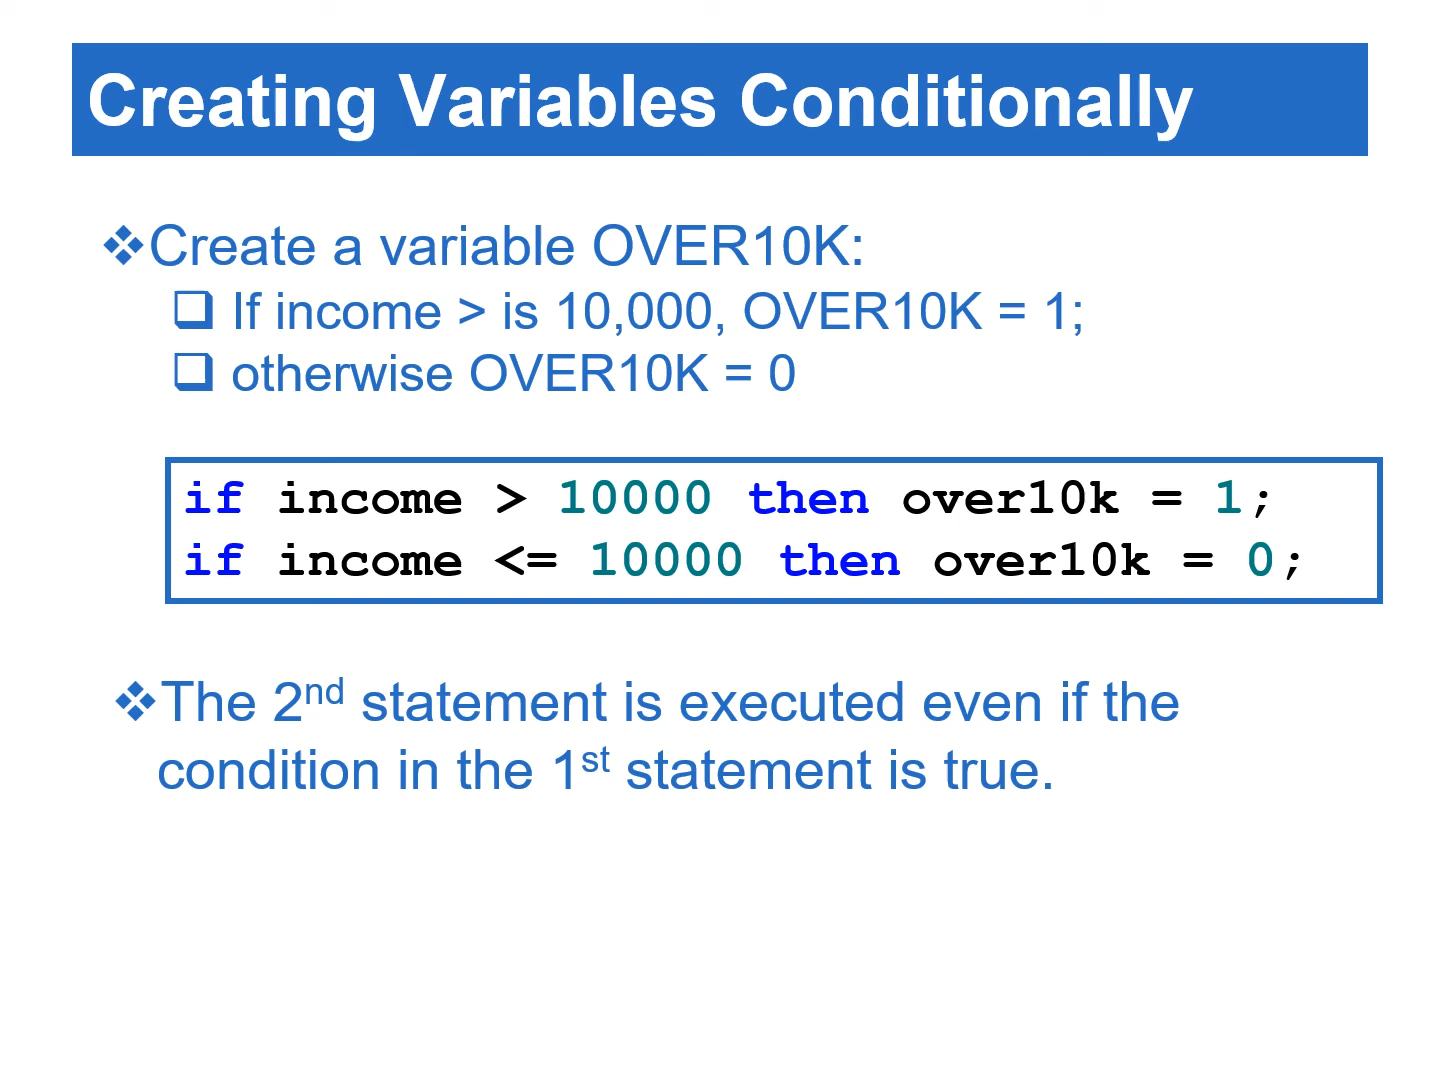 Creating Variables Conditionally
❖Create a variable OVER10K:
❑ If income > is 10,000, OVER10K = 1;
❑ otherwise OVER10K = 0
if income > 10000 then over10k = 1;
if income <= 10000 then over10k = 0;
❖The 2nd statement is executed even if the
condition in the 1st statement is true.